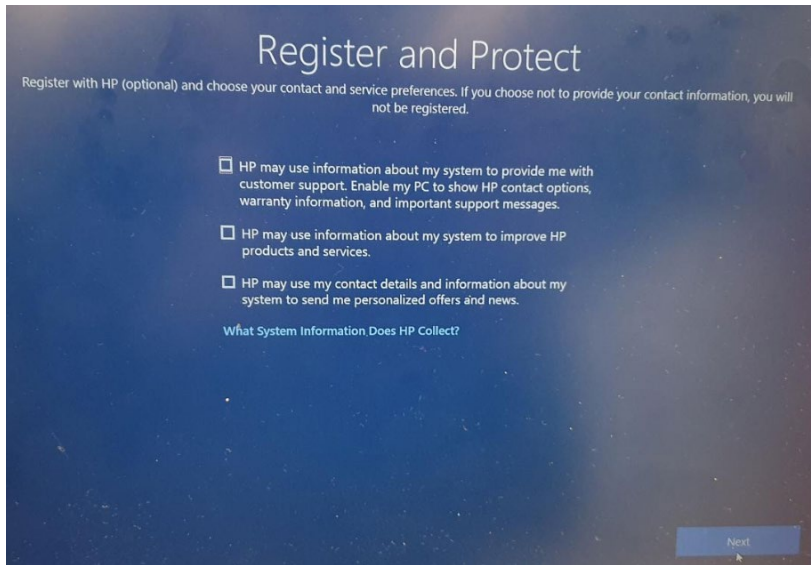 Register and Protect
Register with HP (optional) and choose your contact and service preferences. If you choose not to provide your contact information, you will
not be registered.
HP may use information about my system to provide me with
customer support. Enable my PC to show HP contact options,
warranty information, and important support messages.
HP may use information about my system to improve HP
products and services.
HP may use my contact details and information about my
system to send me personalized offers and news.
What System Information Does HP Collect?
Next